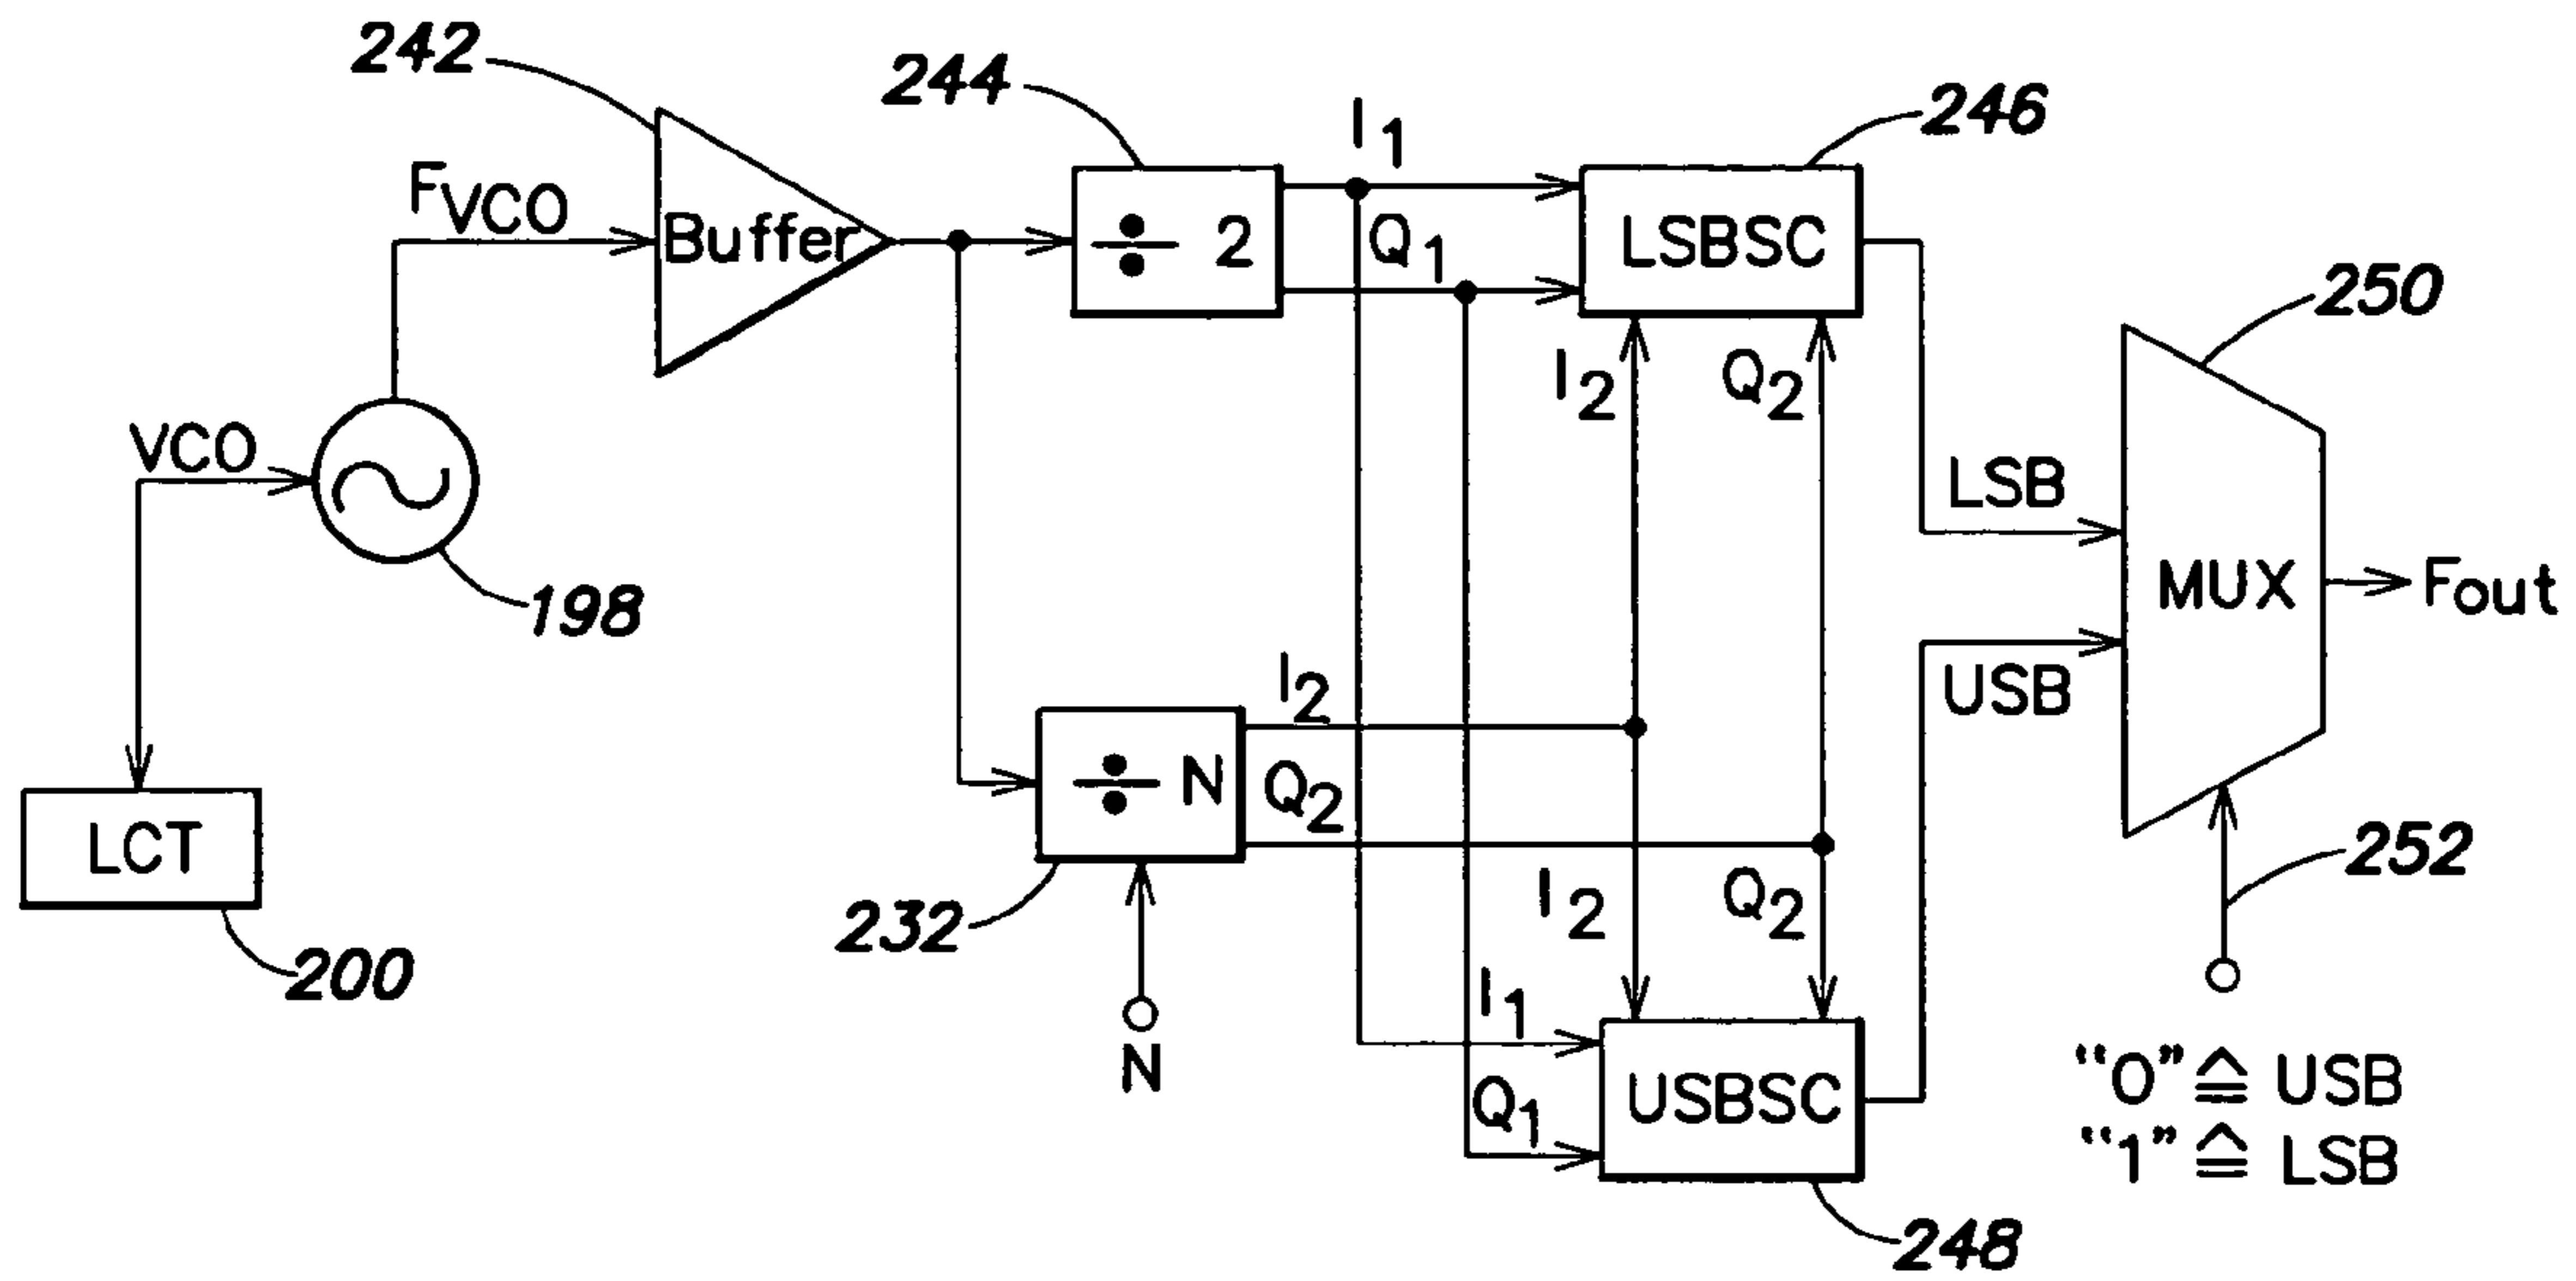 242
244
I1
246
FVCO
Buffer
÷ 2
Q1
LSBSC
250
I2
Q2
VCO
LSB
198
MUX
Fout
I2
USB
÷ N
Q2
LCT
252
232
I2
Q2
200
I1
N
Q1
USBSC
“0” ≙ USB
“1” ≙ LSB
248